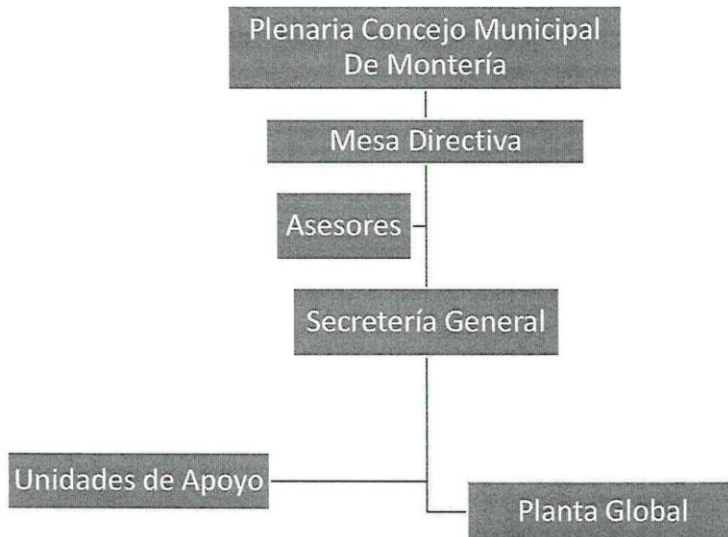 Plenaria Concejo Municipal
De Montería
Mesa Directiva
Asesores
Secretería General
Unidades de Apoyo
Planta Global